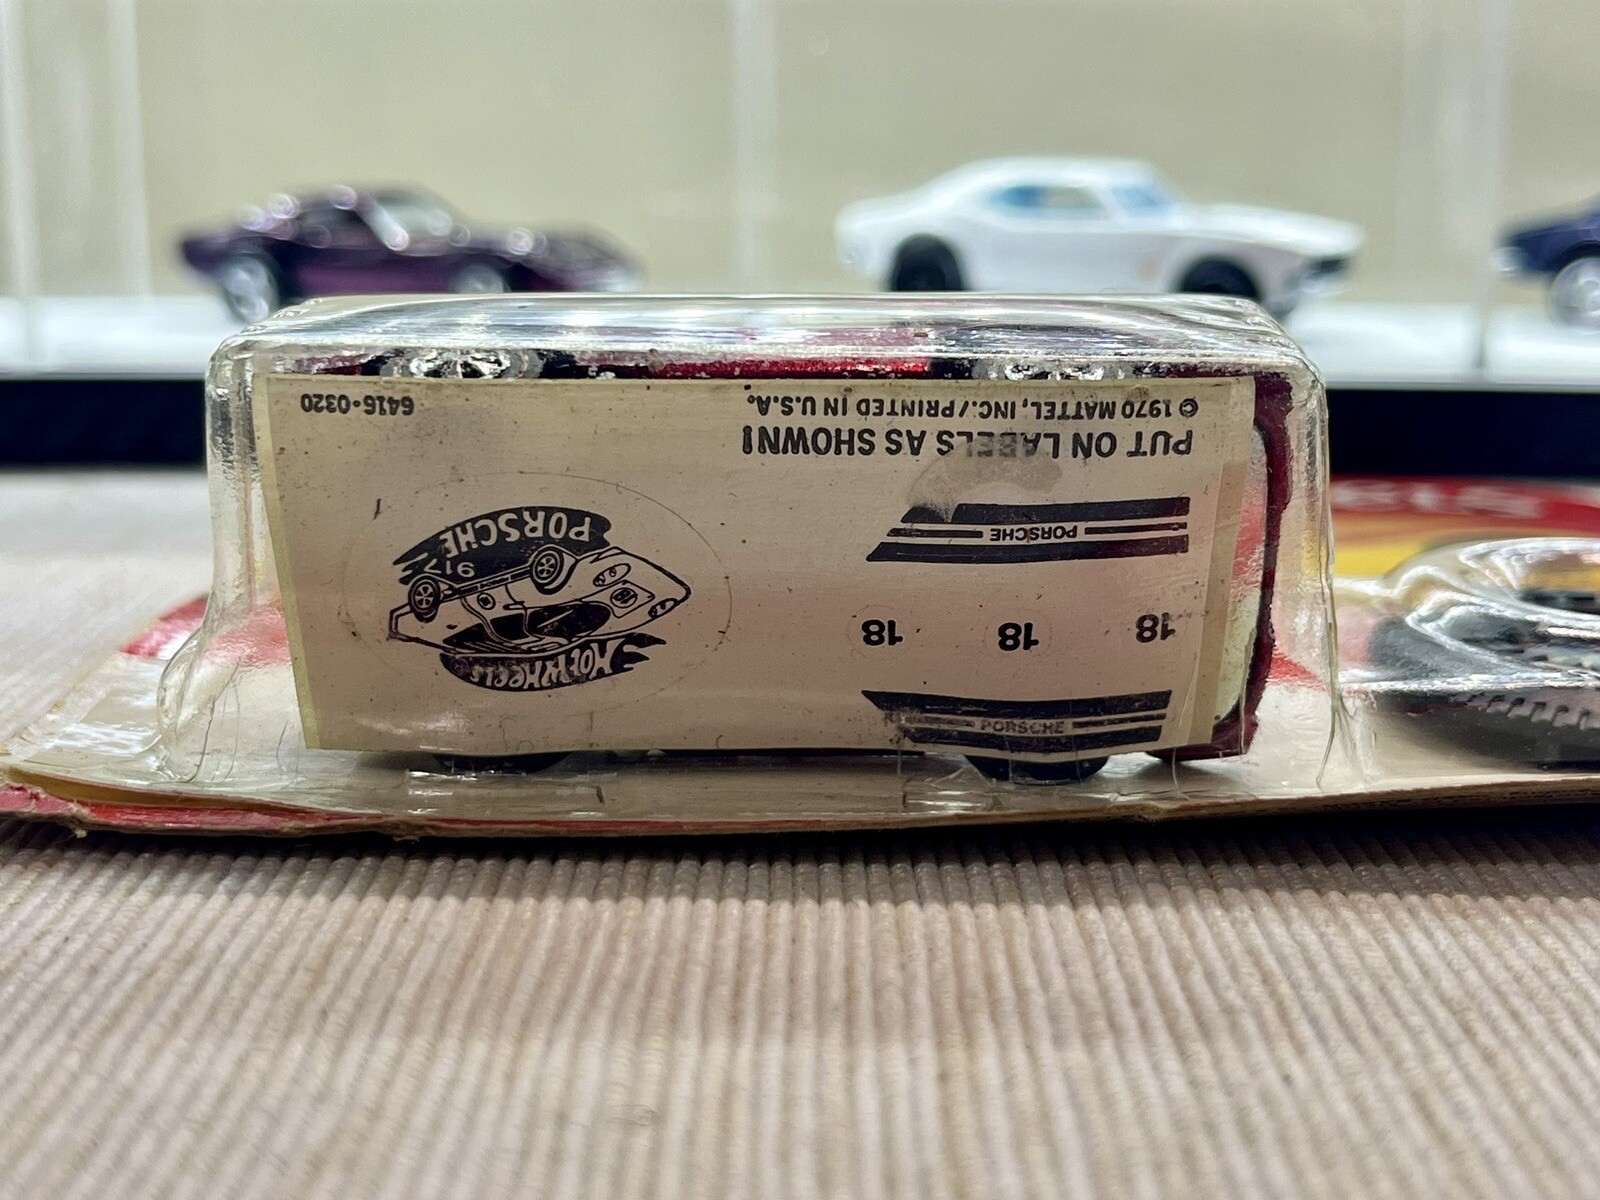 PUT ON LABELS AS SHOWN!
© 1970 MATTEL, INC./PRINTED IN U.S.A.
6416-0320
PORSCHE
18 18 18
PORSCHE
HOT WHEELS
18
917
PORSCHE